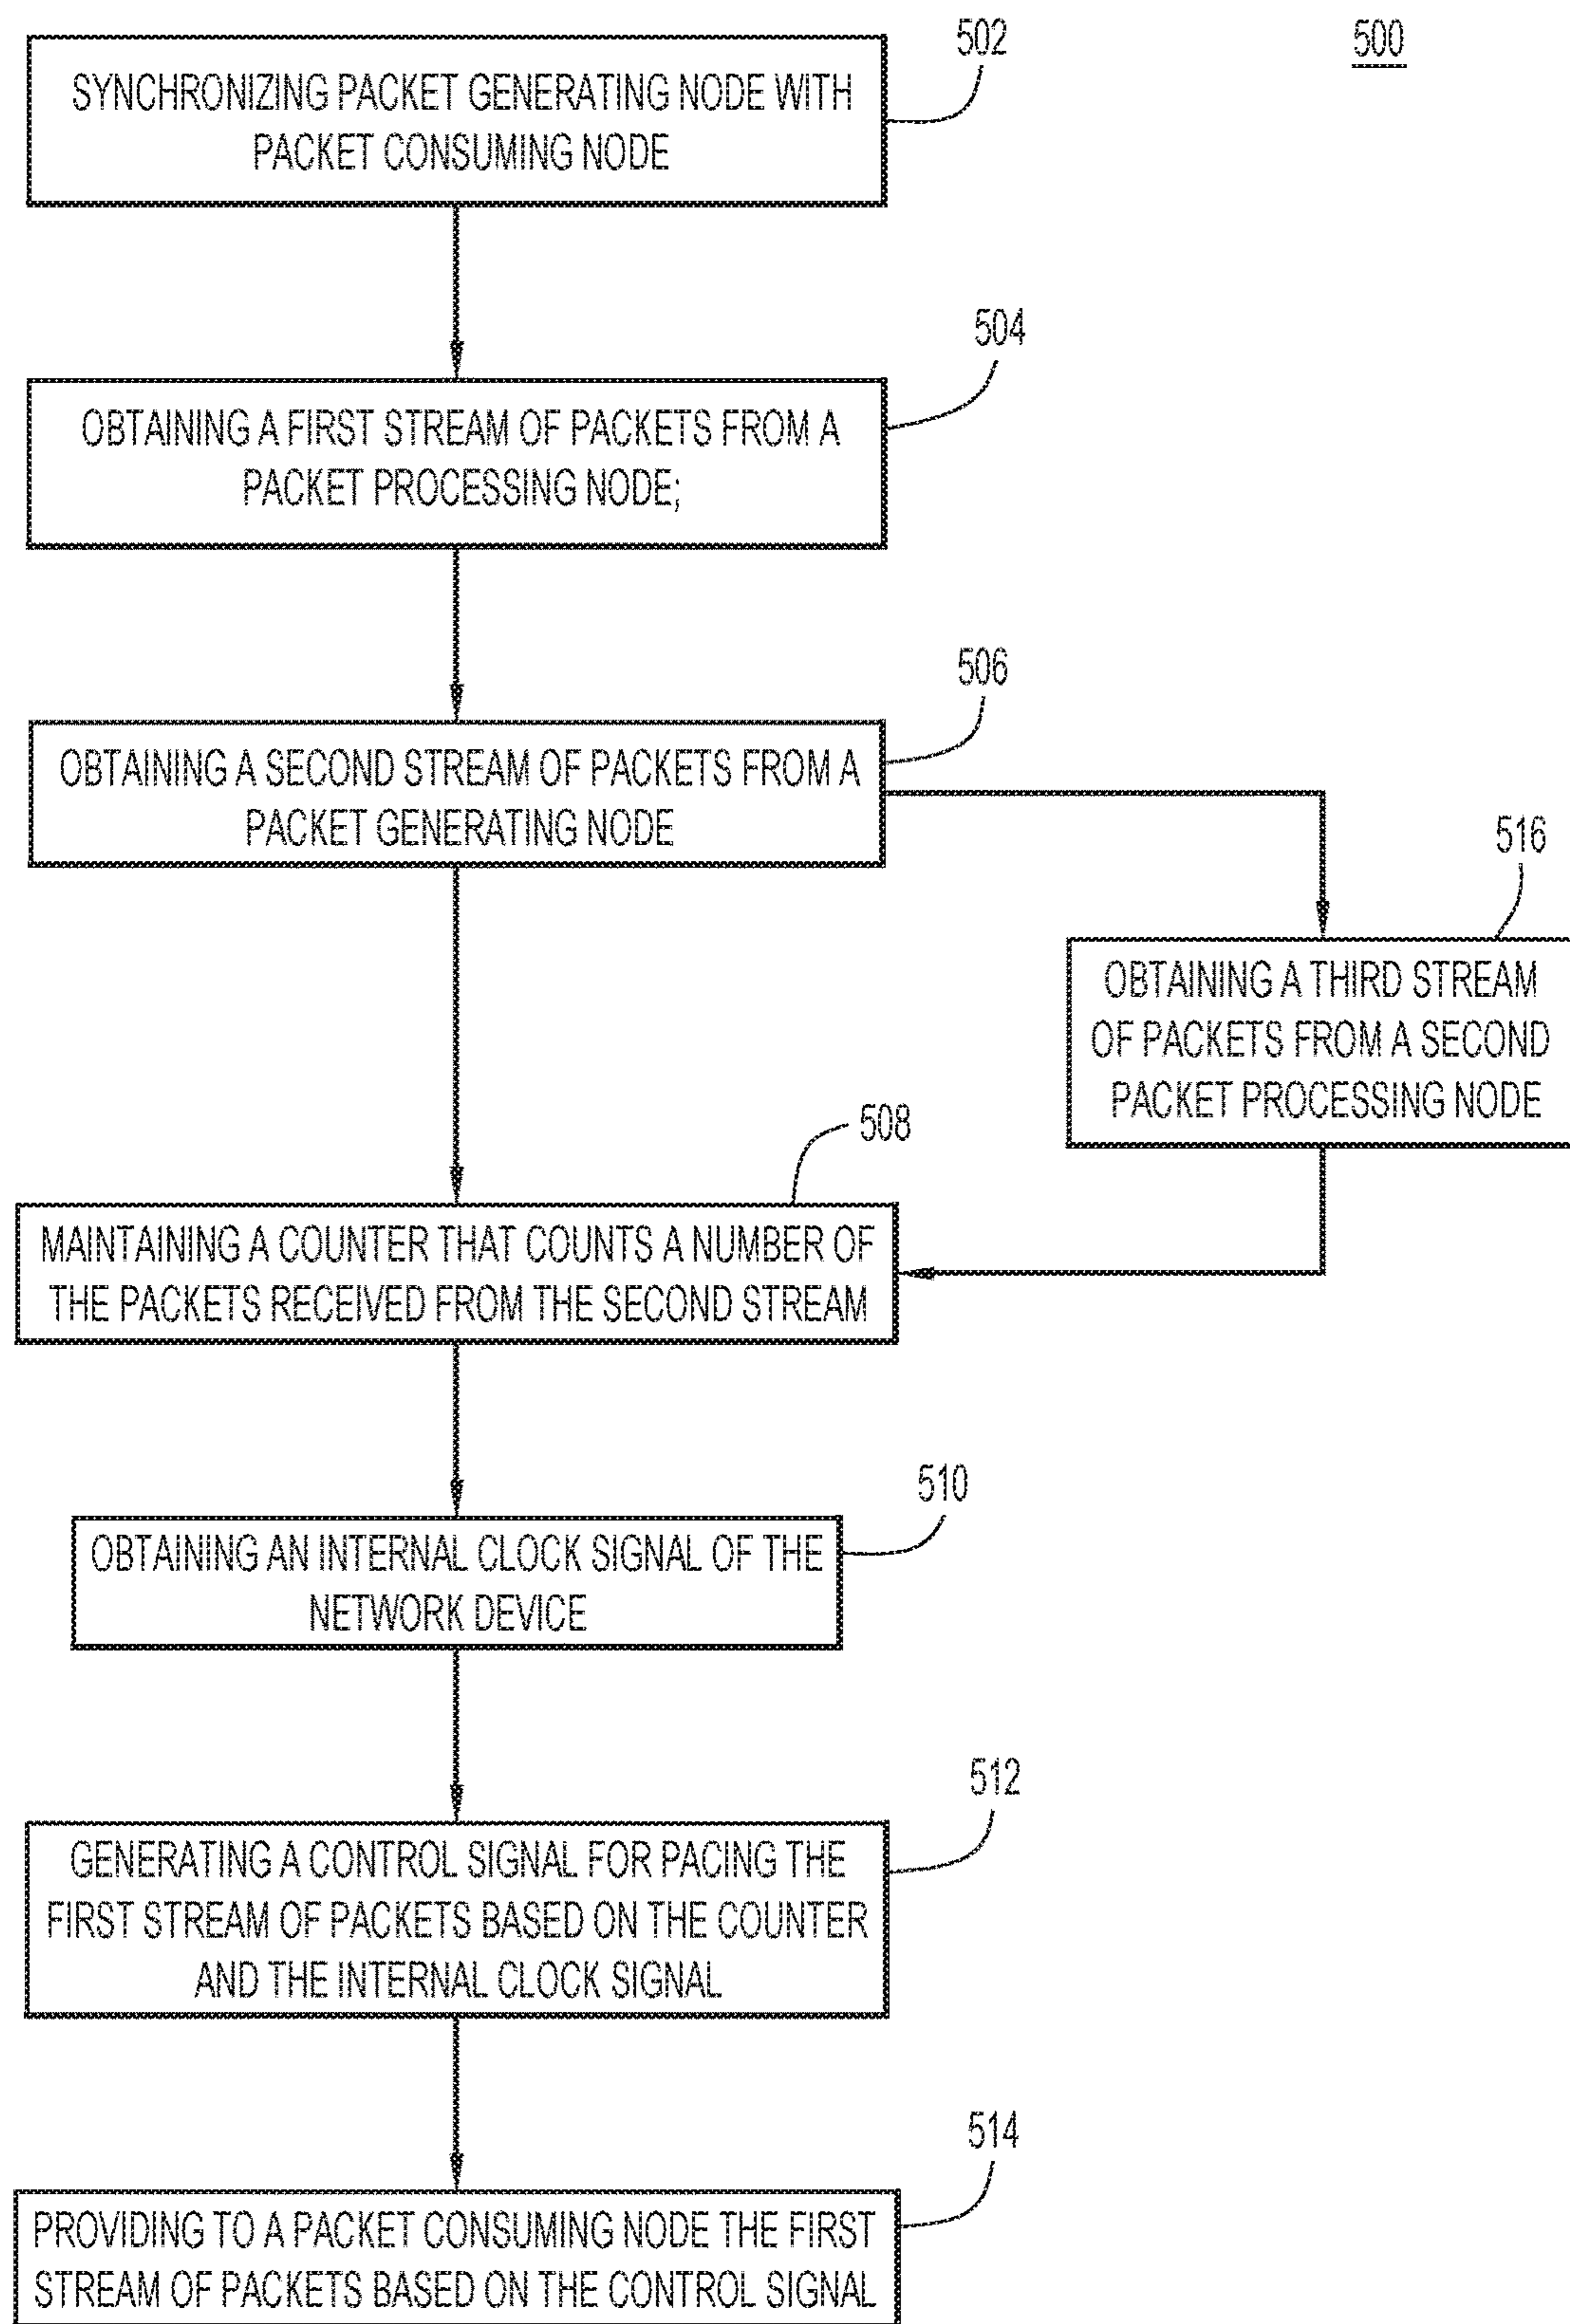 500
502
SYNCHRONIZING PACKET GENERATING NODE WITH
PACKET CONSUMING NODE
504
OBTAINING A FIRST STREAM OF PACKETS FROM A
PACKET PROCESSING NODE;
506
OBTAINING A SECOND STREAM OF PACKETS FROM A
PACKET GENERATING NODE
516
OBTAINING A THIRD STREAM
OF PACKETS FROM A SECOND
PACKET PROCESSING NODE
508
MAINTAINING A COUNTER THAT COUNTS A NUMBER OF
THE PACKETS RECEIVED FROM THE SECOND STREAM
510
OBTAINING AN INTERNAL CLOCK SIGNAL OF THE
NETWORK DEVICE
512
GENERATING A CONTROL SIGNAL FOR PACING THE
FIRST STREAM OF PACKETS BASED ON THE COUNTER
AND THE INTERNAL CLOCK SIGNAL
514
PROVIDING TO A PACKET CONSUMING NODE THE FIRST
STREAM OF PACKETS BASED ON THE CONTROL SIGNAL